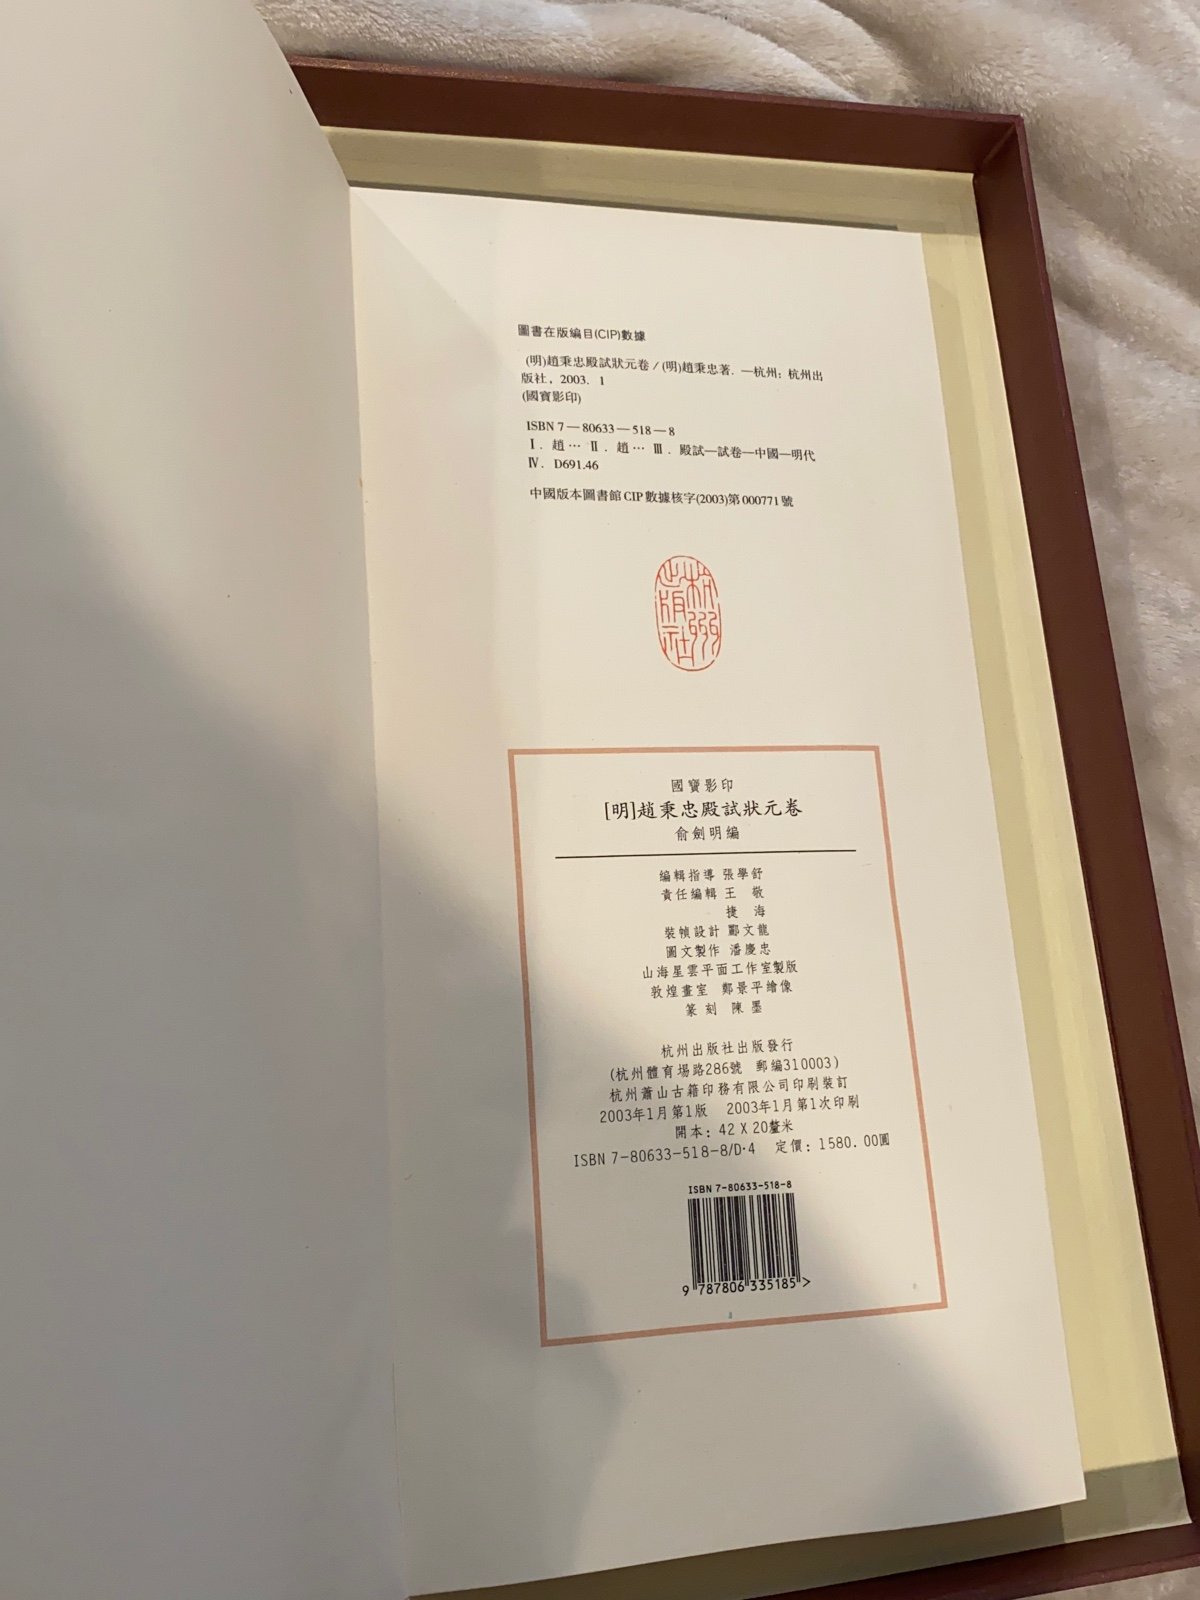 圖書在版編目(CIP)數據
(明)趙秉忠殿試狀元卷/(明)趙秉忠著. —杭州: 杭州出
版社, 2003. 1
(國寶影印)
ISBN 7—80633—518—8
Ⅰ. 趙… Ⅱ. 趙… Ⅲ. 殿試—試卷—中國—明代
Ⅳ. D691.46
中國版本圖書館CIP數據核字(2003)第000771號
杭州
出版社
國寶影印
[明]趙秉忠殿試狀元卷
俞劍明編
編輯指導 張學舒
責任編輯 王 敬
捷 海
裝幀設計 酈文龍
圖文製作 潘慶忠
山海星雲平面工作室製版
敦煌畫室 鄭景平繪像
篆刻 陳墨
杭州出版社出版發行
(杭州體育場路286號 郵編310003)
杭州蕭山古籍印務有限公司印刷裝訂
2003年1月第1版 2003年1月第1次印刷
開本: 42 X 20釐米
ISBN 7-80633-518-8/D·4 定價: 1580.00圓
ISBN 7-80633-518-8
9 787806 335185 >